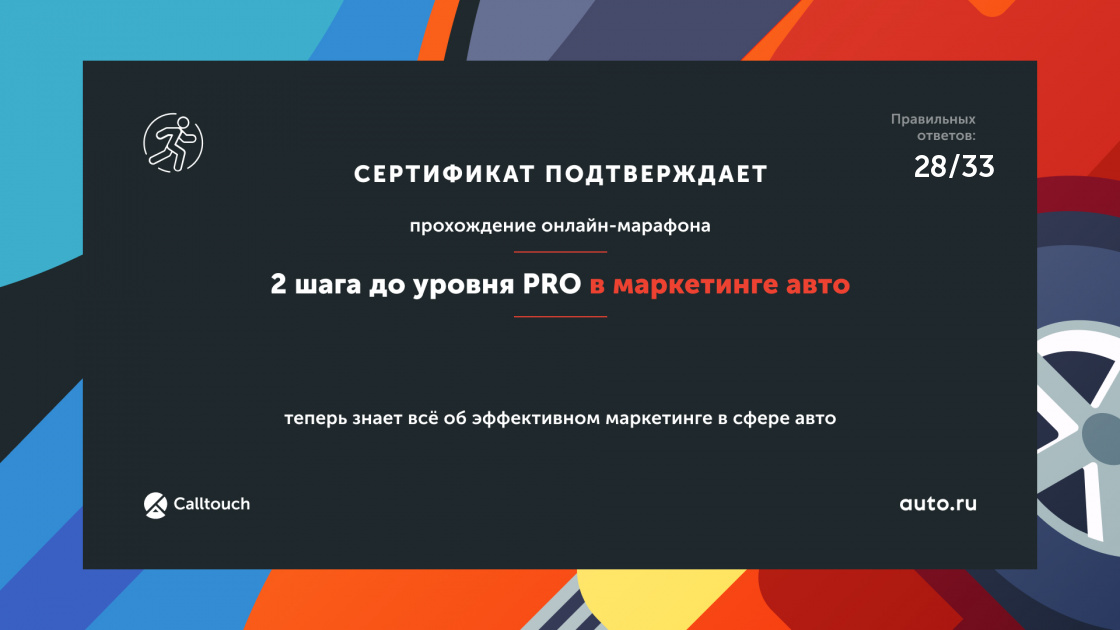 Правильных
ответов:
28/33
СЕРТИФИКАТ ПОДТВЕРЖДАЕТ
прохождение онлайн-марафона
2 шага до уровня PRO в маркетинге авто
теперь знает всё об эффективном маркетинге в сфере авто
Calltouch
auto.ru